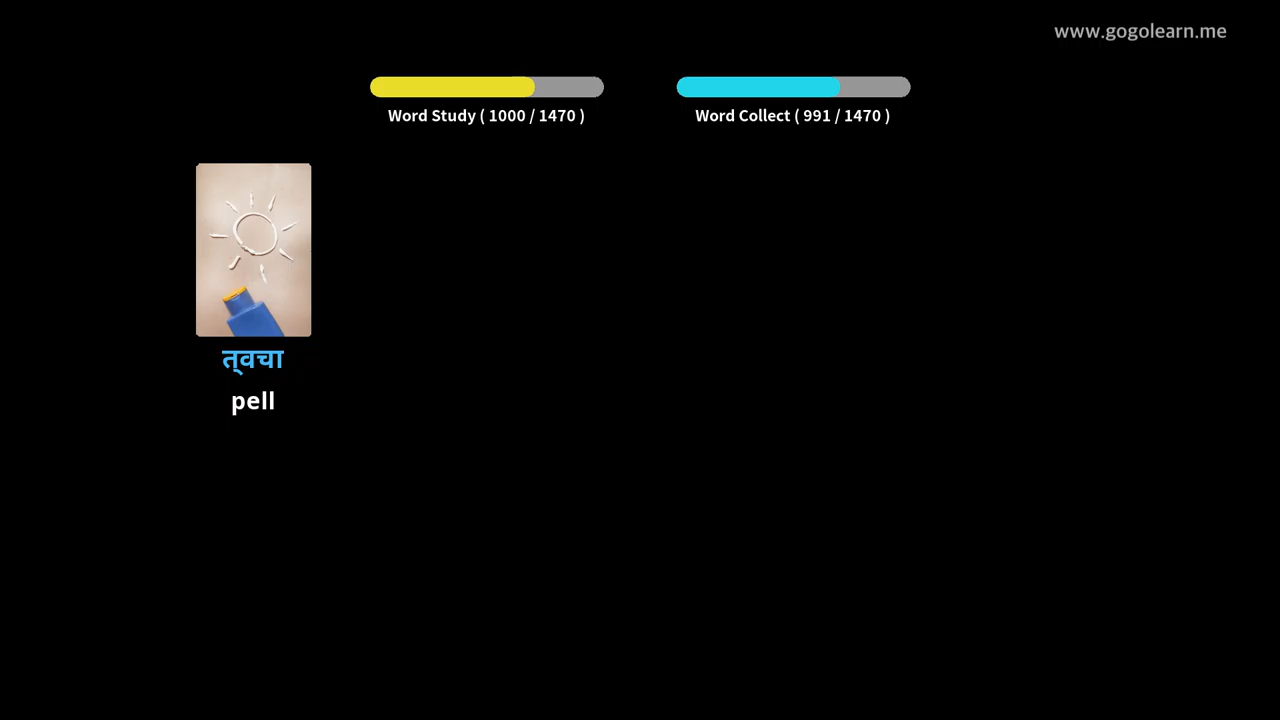 www.gogolearn.me
Word Study ( 1000 / 1470 )
Word Collect ( 991 / 1470 )
त्वचा
pell